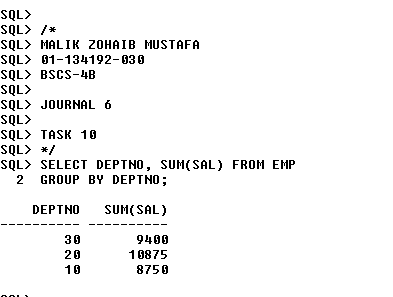 SQL>
SQL> /*
SQL> MALIK ZOHAIB MUSTAFA
SQL> 01-134192-030
SQL> BSCS-4B
SQL>
SQL> JOURNAL 6
SQL>
SQL> TASK 10
SQL> */
SQL> SELECT DEPTNO, SUM(SAL) FROM EMP
  2  GROUP BY DEPTNO;

    DEPTNO   SUM(SAL)
---------- ----------
        30       9400
        20      10875
        10       8750

SQL>